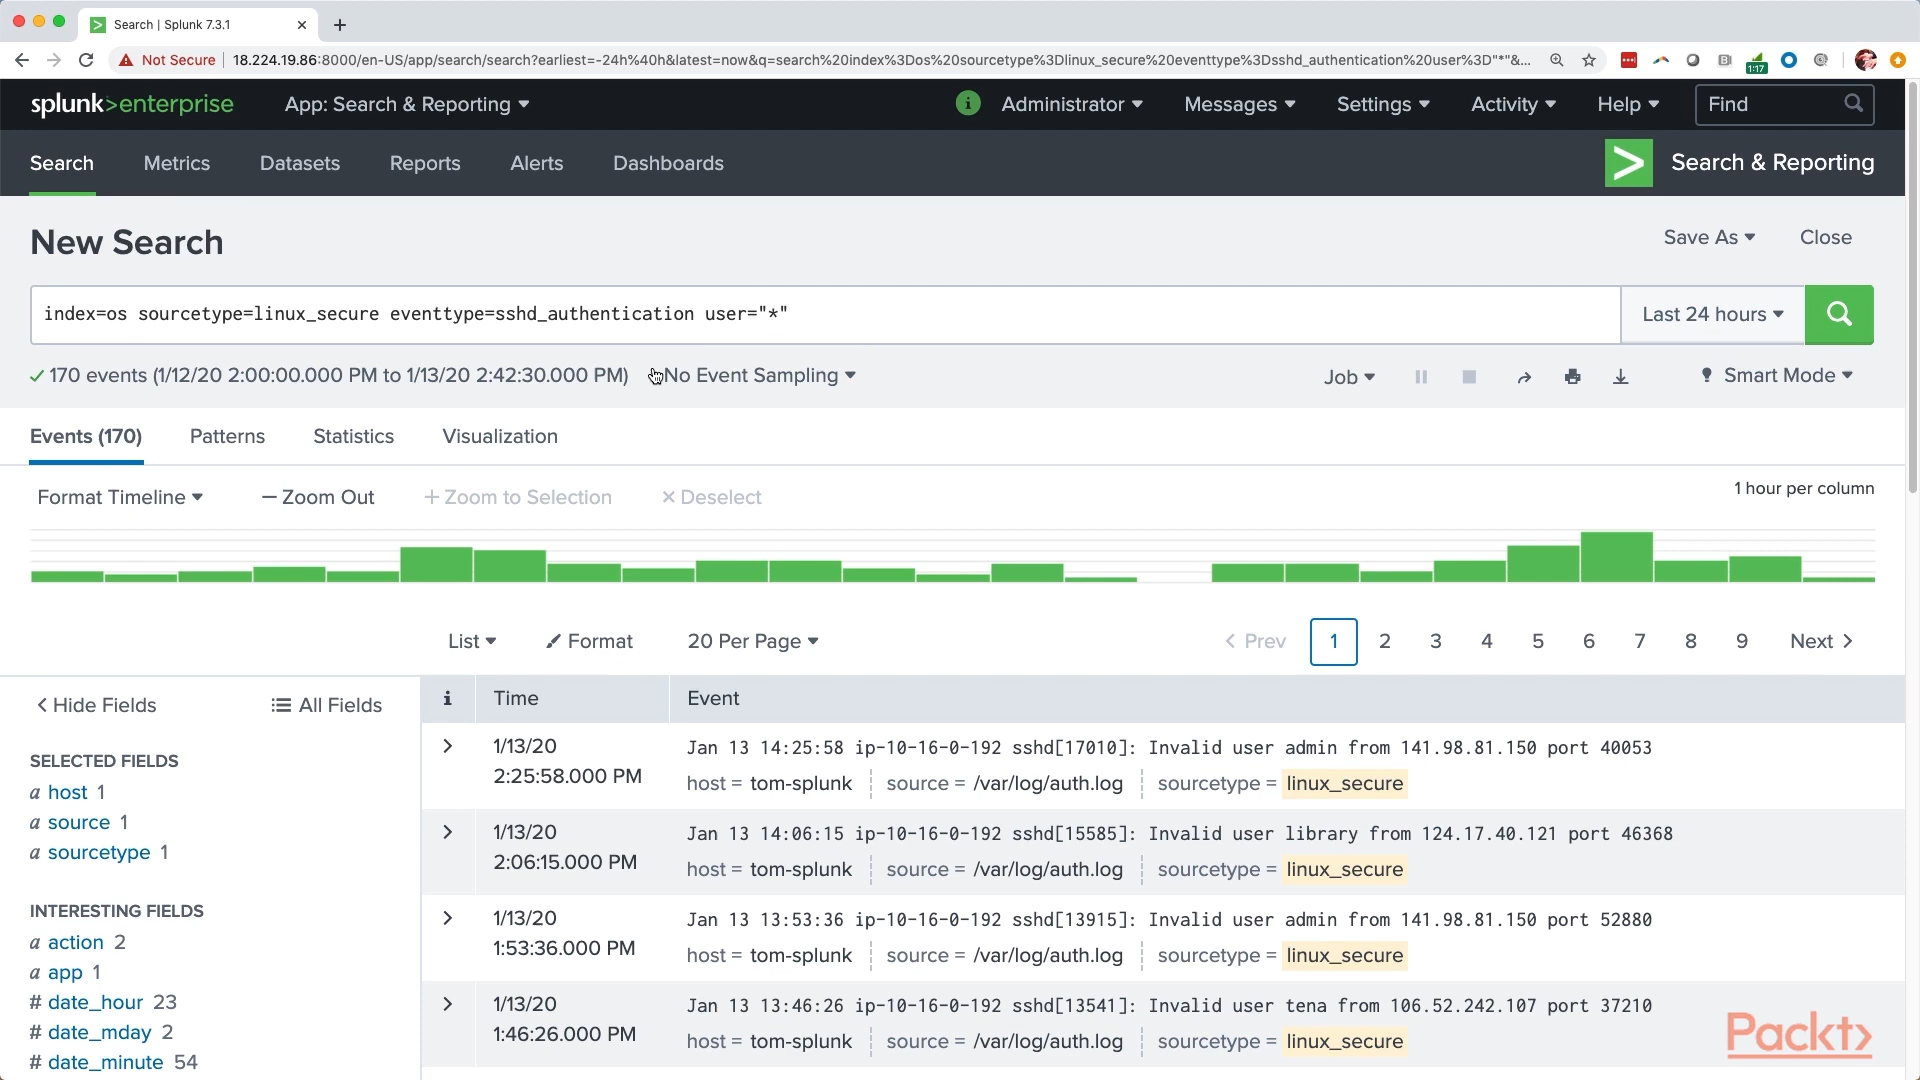 Search | Splunk 7.3.1
Not Secure 18.224.19.86:8000/en-US/app/search/search?earliest=-24h%40h&latest=now&q=search%20index%3Dos%20sourcetype%3Dlinux_secure%20eventtype%3Dsshd_authentication%20user%3D"*"&...
1:17
splunk>enterprise App: Search & Reporting i Administrator Messages Settings Activity Help Find
Search Metrics Datasets Reports Alerts Dashboards Search & Reporting
New Search Save As Close
index=os sourcetype=linux_secure eventtype=sshd_authentication user="*" Last 24 hours
170 events (1/12/20 2:00:00.000 PM to 1/13/20 2:42:30.000 PM) No Event Sampling Job Smart Mode
Events (170) Patterns Statistics Visualization
Format Timeline — Zoom Out + Zoom to Selection × Deselect 1 hour per column
List Format 20 Per Page < Prev 1 2 3 4 5 6 7 8 9 Next >
< Hide Fields All Fields
i Time Event
SELECTED FIELDS
a host 1
a source 1
a sourcetype 1
INTERESTING FIELDS
a action 2
a app 1
# date_hour 23
# date_mday 2
# date_minute 54
> 1/13/20 2:25:58.000 PM
Jan 13 14:25:58 ip-10-16-0-192 sshd[17010]: Invalid user admin from 141.98.81.150 port 40053
host = tom-splunk source = /var/log/auth.log sourcetype = linux_secure
> 1/13/20 2:06:15.000 PM
Jan 13 14:06:15 ip-10-16-0-192 sshd[15585]: Invalid user library from 124.17.40.121 port 46368
host = tom-splunk source = /var/log/auth.log sourcetype = linux_secure
> 1/13/20 1:53:36.000 PM
Jan 13 13:53:36 ip-10-16-0-192 sshd[13915]: Invalid user admin from 141.98.81.150 port 52880
host = tom-splunk source = /var/log/auth.log sourcetype = linux_secure
> 1/13/20 1:46:26.000 PM
Jan 13 13:46:26 ip-10-16-0-192 sshd[13541]: Invalid user tena from 106.52.242.107 port 37210
host = tom-splunk source = /var/log/auth.log sourcetype = linux_secure
Packt>